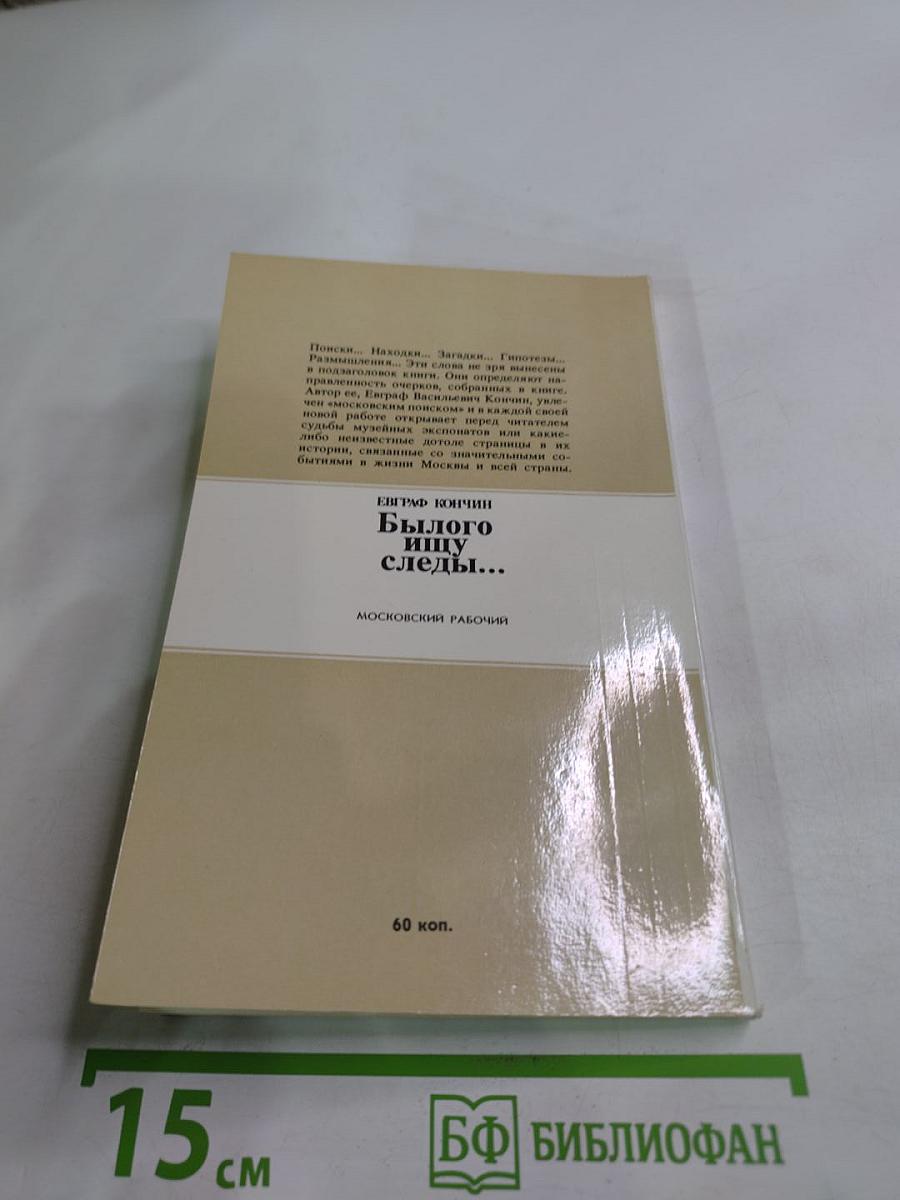 Поиски... Находки... Загадки... Гипотезы...
Размышления... Эти слова не зря вынесены
в подзаголовок книги. Они определяют на-
правленность очерков, собранных в книге.
Автор ее, Евграф Васильевич Кончин, увле-
чен «московским поиском» и в каждой своей
новой работе открывает перед читателем
судьбы музейных экспонатов или какие-
либо неизвестные дотоле страницы в их
истории, связанные со значительными со-
бытиями в жизни Москвы и всей страны.
ЕВГРАФ КОНЧИН
Былого
ищу
следы...
МОСКОВСКИЙ РАБОЧИЙ
60 коп.
15 см
БФ БИБЛИОФАН